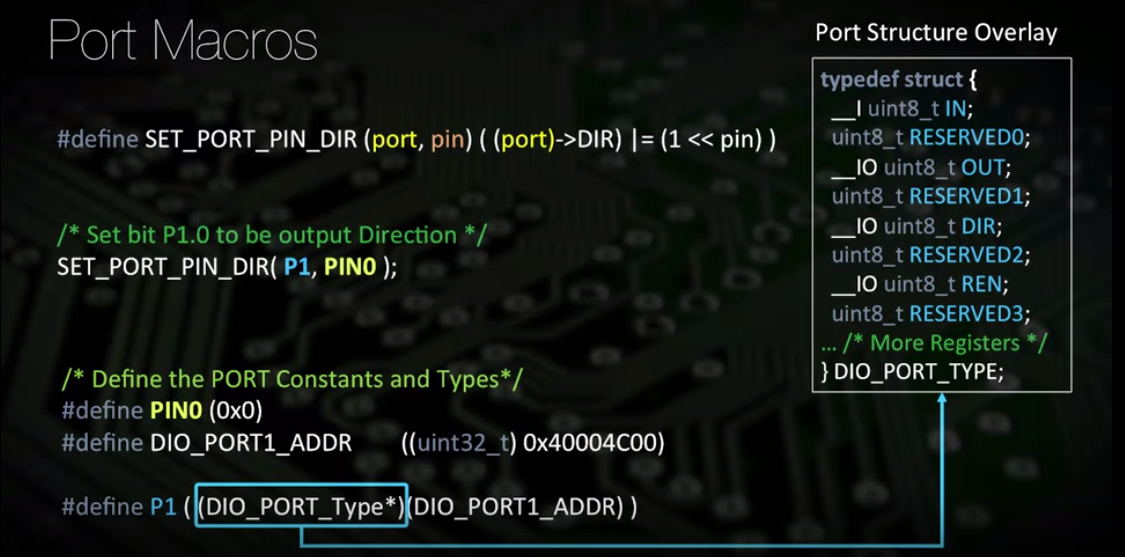 Port Macros
#define SET_PORT_PIN_DIR (port, pin) ( (port)->DIR) |= (1 << pin) )
/* Set bit P1.0 to be output Direction */
SET_PORT_PIN_DIR( P1, PIN0 );
/* Define the PORT Constants and Types*/
#define PIN0 (0x0)
#define DIO_PORT1_ADDR ((uint32_t) 0x40004C00)
#define P1 ( (DIO_PORT_Type*)(DIO_PORT1_ADDR) )
Port Structure Overlay
typedef struct {
__I uint8_t IN;
uint8_t RESERVED0;
__IO uint8_t OUT;
uint8_t RESERVED1;
__IO uint8_t DIR;
uint8_t RESERVED2;
__IO uint8_t REN;
uint8_t RESERVED3;
... /* More Registers */
} DIO_PORT_TYPE;